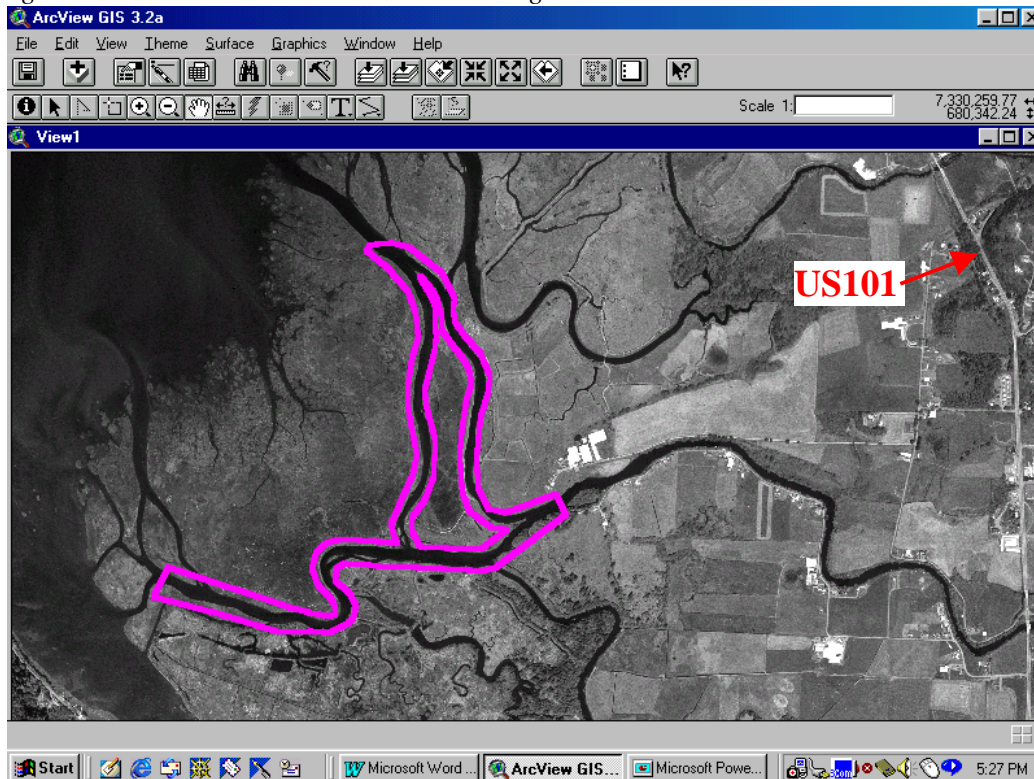 ArcView GIS 3.2a
File Edit View Theme Surface Graphics Window Help
Scale 1:
7,330,259.77
680,342.24
View1
US101
Start
Microsoft Word ...
ArcView GIS...
Microsoft Powe...
5:27 PM